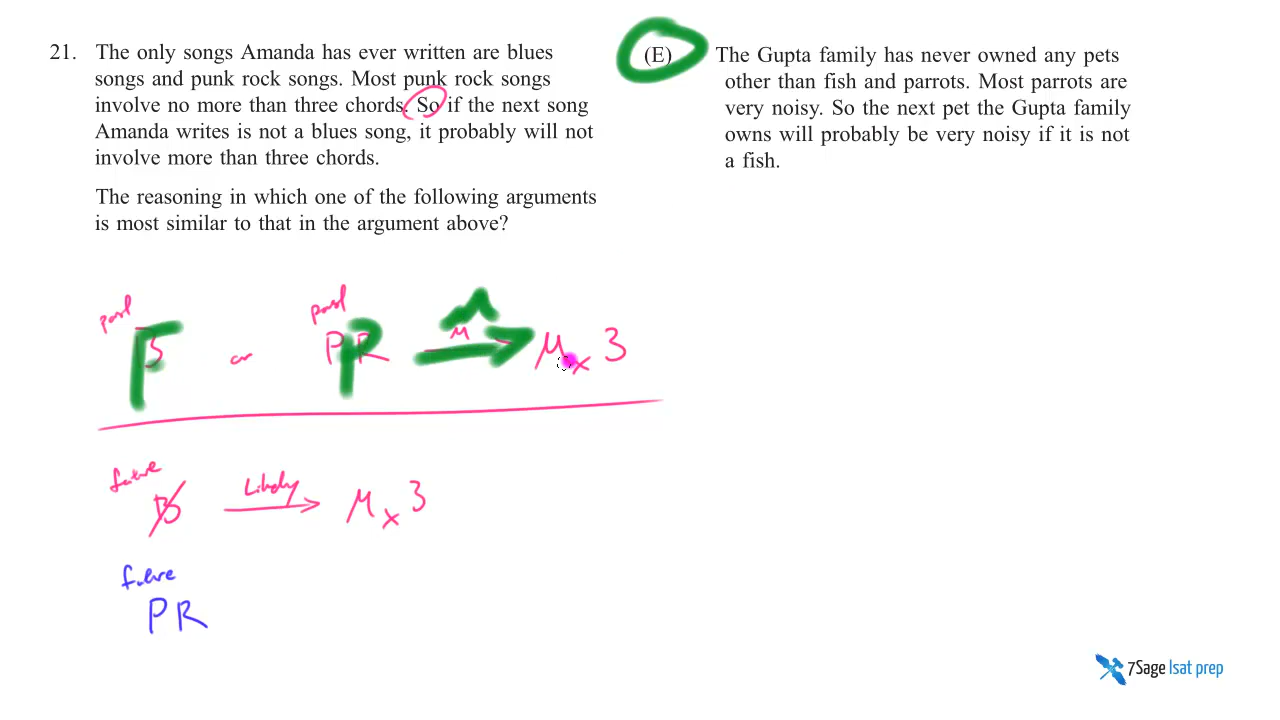 21. The only songs Amanda has ever written are blues
songs and punk rock songs. Most punk rock songs
involve no more than three chords. So if the next song
Amanda writes is not a blues song, it probably will not
involve more than three chords.
The reasoning in which one of the following arguments
is most similar to that in the argument above?
(E) The Gupta family has never owned any pets
other than fish and parrots. Most parrots are
very noisy. So the next pet the Gupta family
owns will probably be very noisy if it is not
a fish.
past past
F or PR P M
future
B Likely
future
PR
7Sage lsat prep